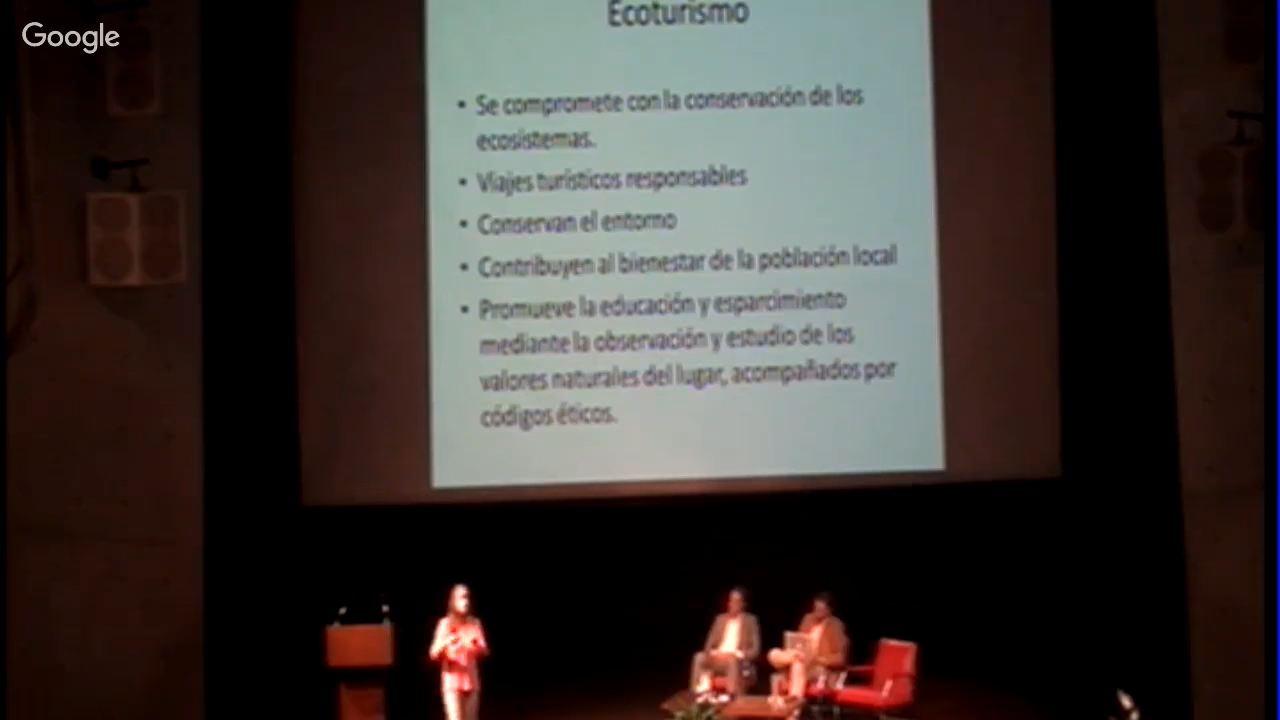 Google
Ecoturismo
• Se compromete con la conservación de los
ecosistemas.
• Viajes turísticos responsables
• Conservan el entorno
• Contribuyen al bienestar de la población local
• Promueve la educación y esparcimiento
mediante la observación y estudio de los
valores naturales del lugar, acompañados por
códigos éticos.